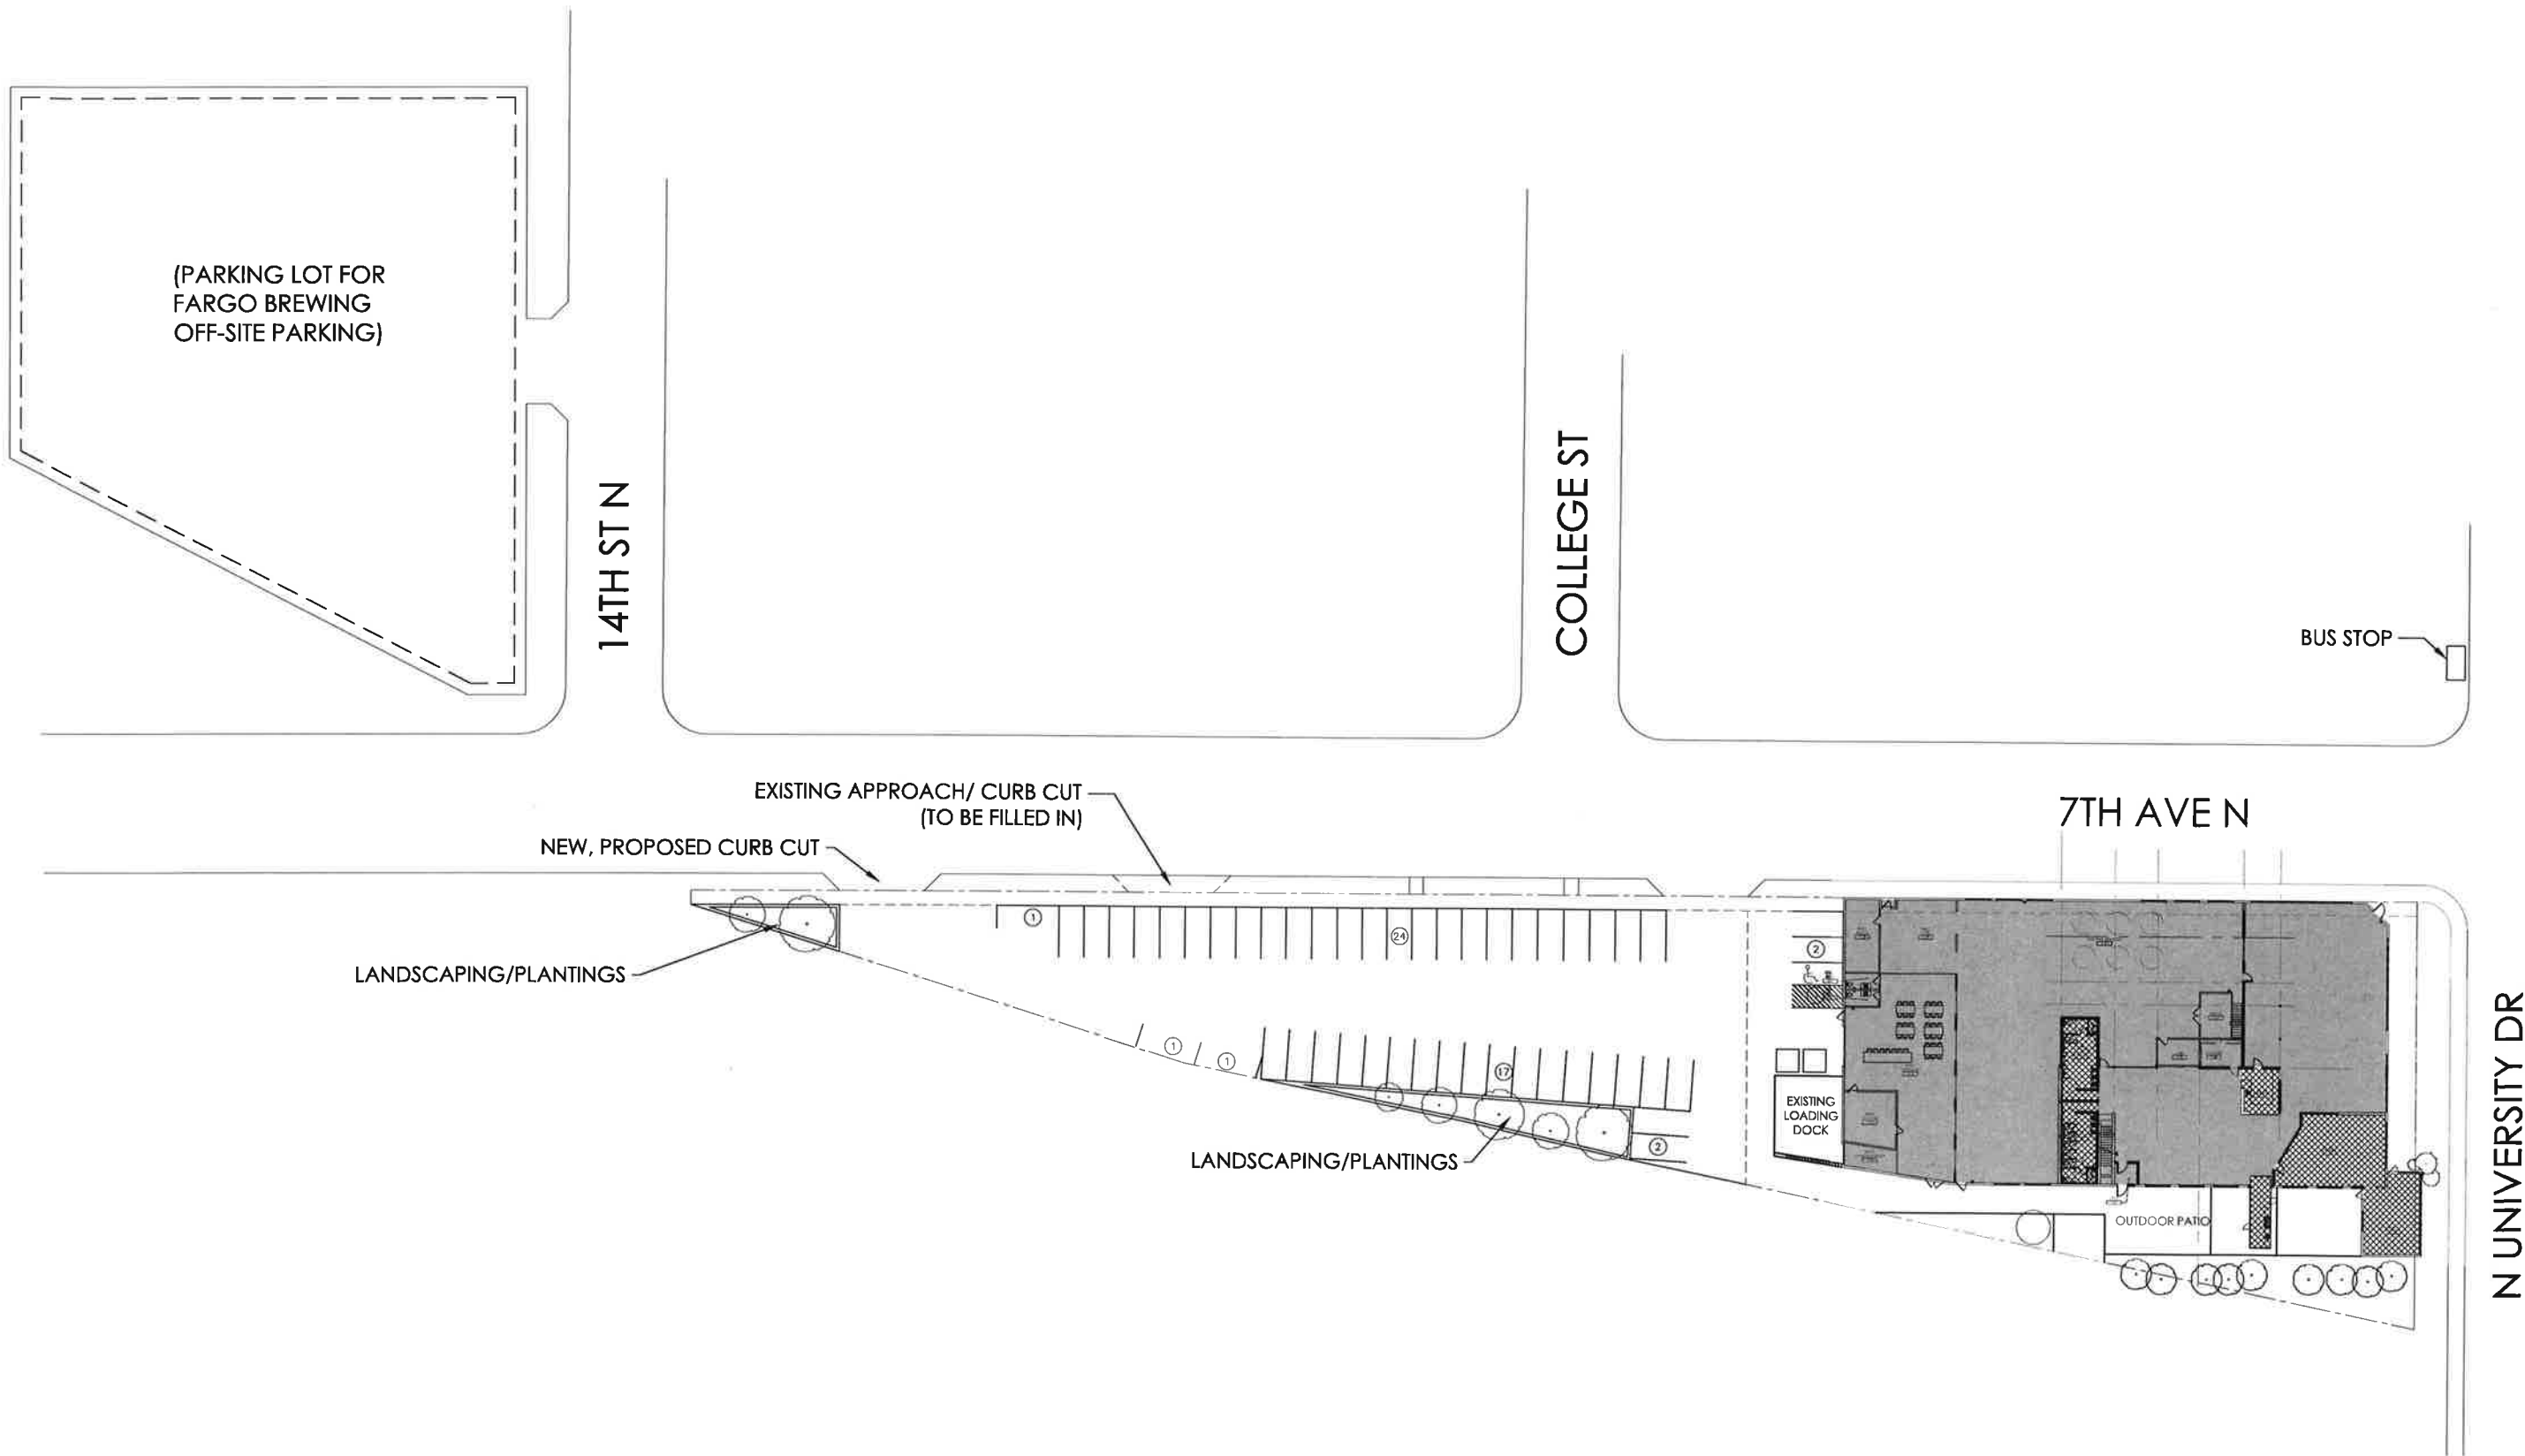 (PARKING LOT FOR
FARGO BREWING
OFF-SITE PARKING)
14TH ST N
COLLEGE ST
BUS STOP
EXISTING APPROACH/ CURB CUT
(TO BE FILLED IN)
7TH AVE N
NEW, PROPOSED CURB CUT
LANDSCAPING/PLANTINGS
1
24
2
1
1
17
2
EXISTING
LOADING
DOCK
LANDSCAPING/PLANTINGS
OUTDOOR PATIO
N UNIVERSITY DR